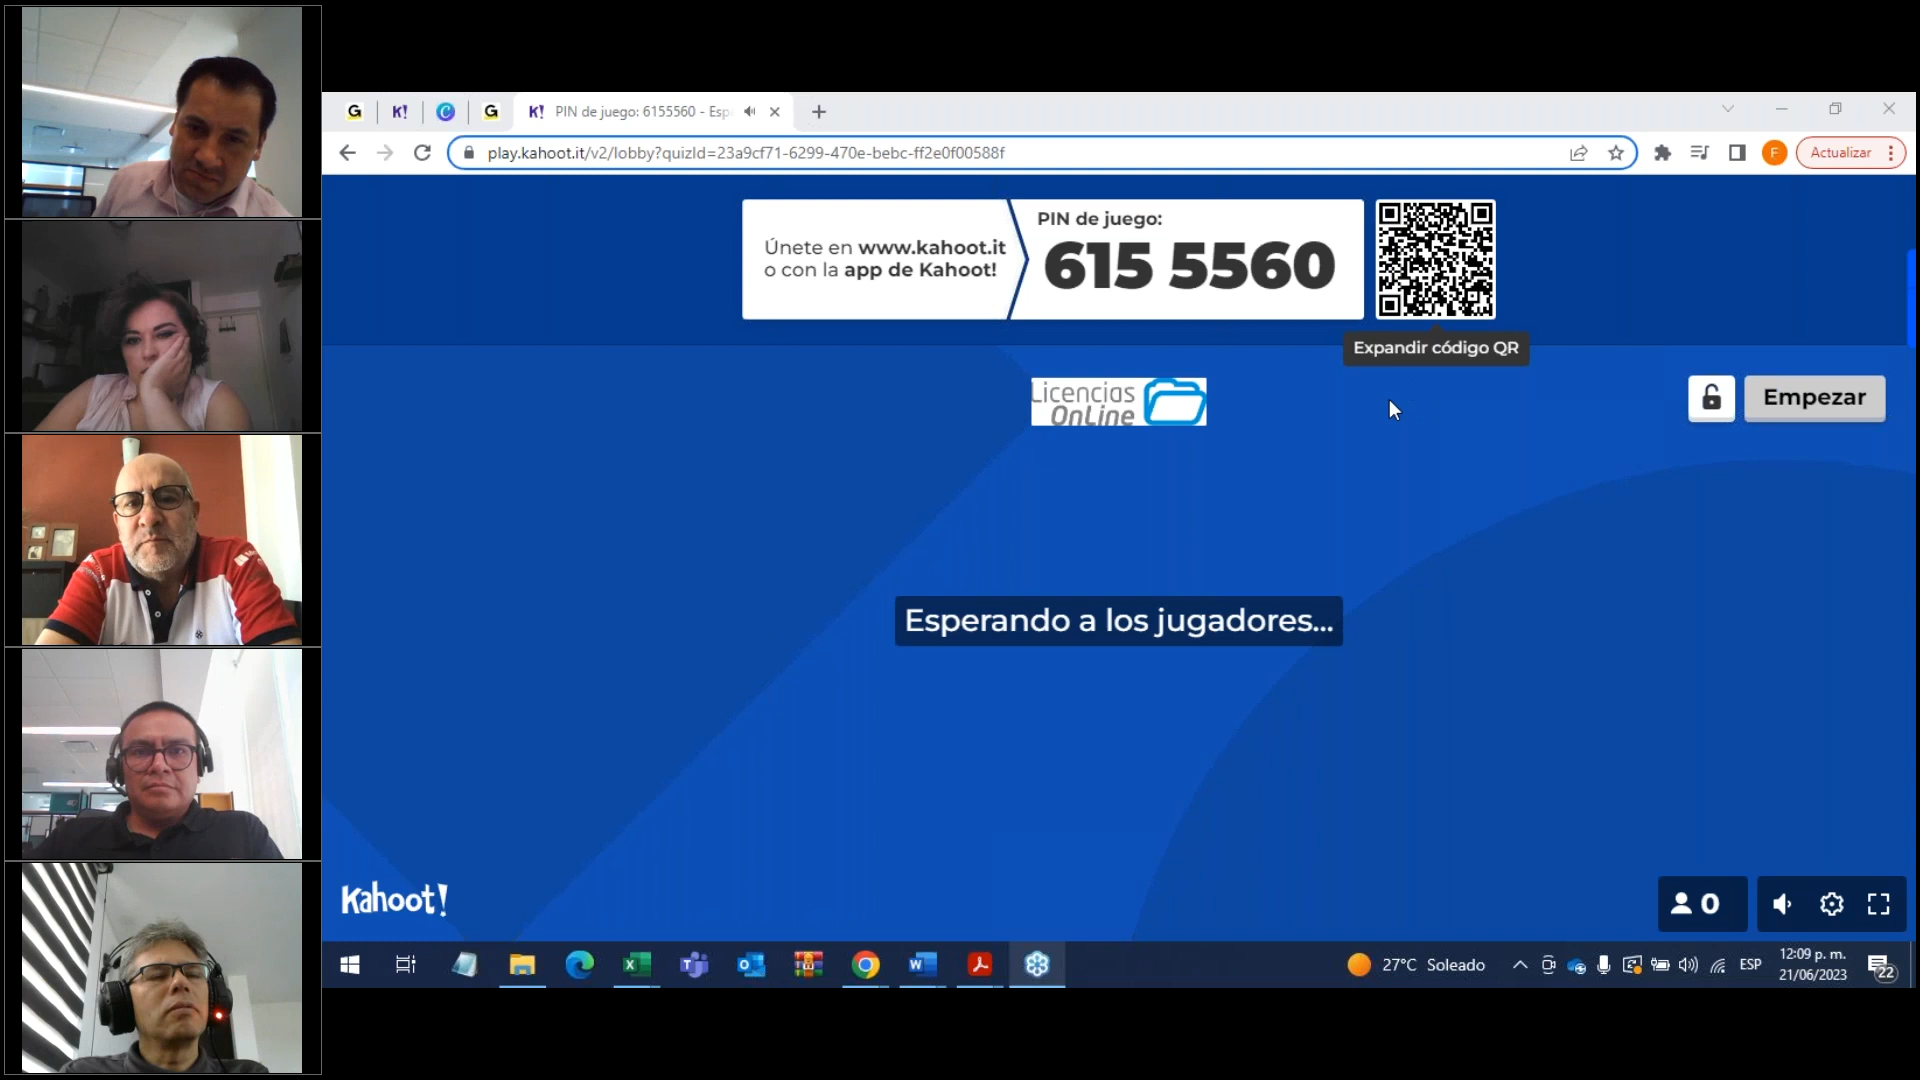 PIN de juego: 6155560 - Esp
play.kahoot.it/v2/lobby?quizId=23a9cf71-6299-470e-bebc-ff2e0f00588f
Actualizar
Únete en www.kahoot.it
o con la app de Kahoot!
PIN de juego:
615 5560
Expandir código QR
Licencias
OnLine
Empezar
Esperando a los jugadores...
Kahoot!
0
27°C Soleado
ESP
12:09 p. m.
21/06/2023
22